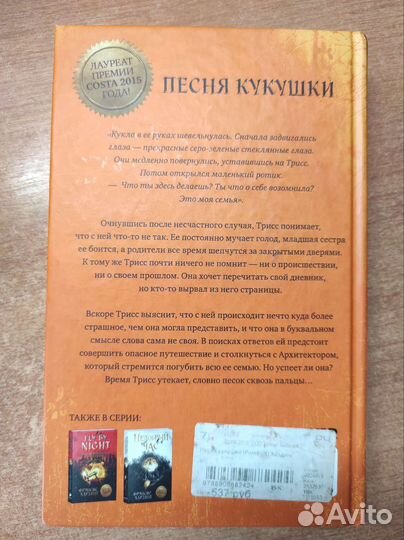 ЛАУРЕАТ
ПРЕМИИ
COSTA 2015
ГОДА!
ПЕСНЯ КУКУШКИ
«Кукла в ее руках шевельнулась. Сначала задвигались
глаза — прекрасные серо-зеленые стеклянные глаза.
Они медленно повернулись, уставившись на Трисс.
Потом открылся маленький ротик.
— Что ты здесь делаешь? Ты что о себе возомнила?
Это моя семья».
Очнувшись после несчастного случая, Трисс понимает,
что с ней что-то не так. Ее постоянно мучает голод, младшая сестра
ее боится, а родители все время шепчутся за закрытыми дверями.
К тому же Трисс почти ничего не помнит — ни о происшествии,
ни о своем прошлом. Она хочет перечитать свой дневник,
но кто-то вырвал из него страницы.
Вскоре Трисс выяснит, что с ней происходит нечто куда более
страшное, чем она могла представить, и что она в буквальном
смысле слова сама не своя. В поисках ответов ей предстоит
совершить опасное путешествие и столкнуться с Архитектором,
который стремится погубить всю ее семью. Но успеет ли она?
Время Трисс утекает, словно песок сквозь пальцы...
ТАКЖЕ В СЕРИИ:
FLY BY
NIGHT
ЧАС
537 руб
Avito